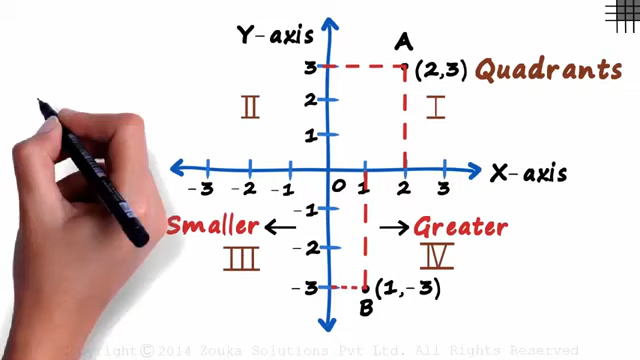 Y-axis
A
3 (2,3) Quadrants
2
II I
1
X-axis
-3 -2 -1 0 1 2 3
-1
Smaller ← → Greater
-2
III IV
-3 (1,-3)
B
Copyright©2014 Zouka Solutions Pvt Ltd. All Rights Reserved